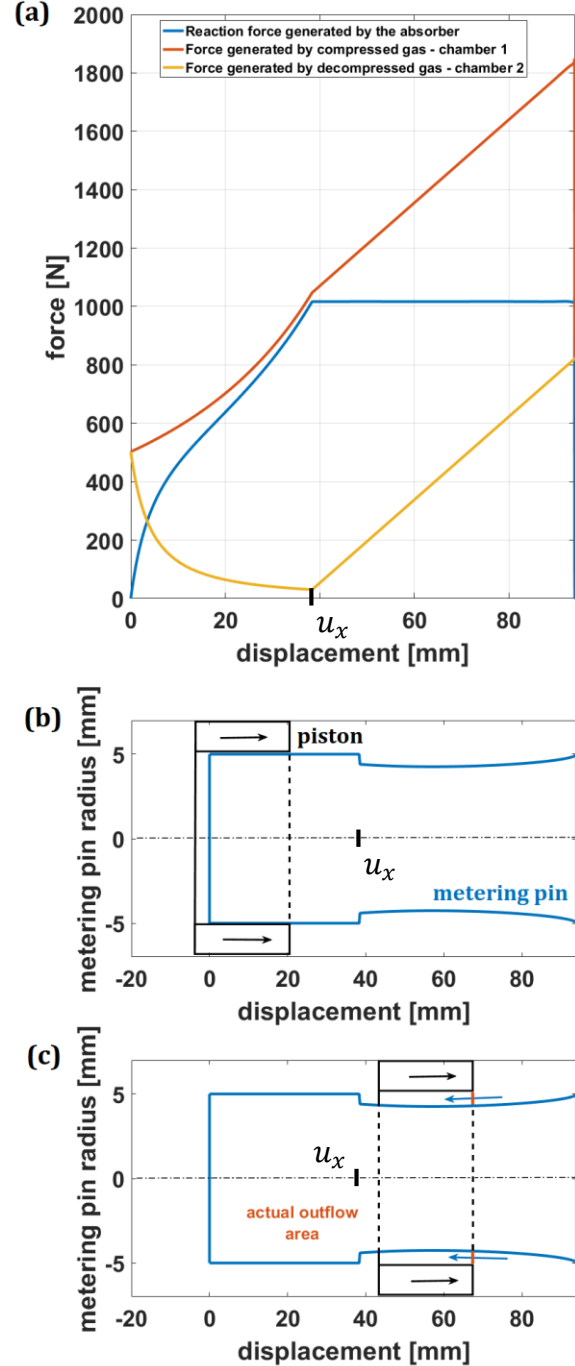 (a)
Reaction force generated by the absorber
Force generated by compressed gas - chamber 1
Force generated by decompressed gas - chamber 2
2000
1800
1600
1400
1200
1000
800
600
400
200
0
force [N]
0
20
60
80
u_x
displacement [mm]
(b)
metering pin radius [mm]
5
0
-5
piston
u_x
metering pin
-20
0
20
40
60
80
displacement [mm]
(c)
metering pin radius [mm]
5
0
-5
u_x
actual outflow
area
-20
0
20
40
60
80
displacement [mm]